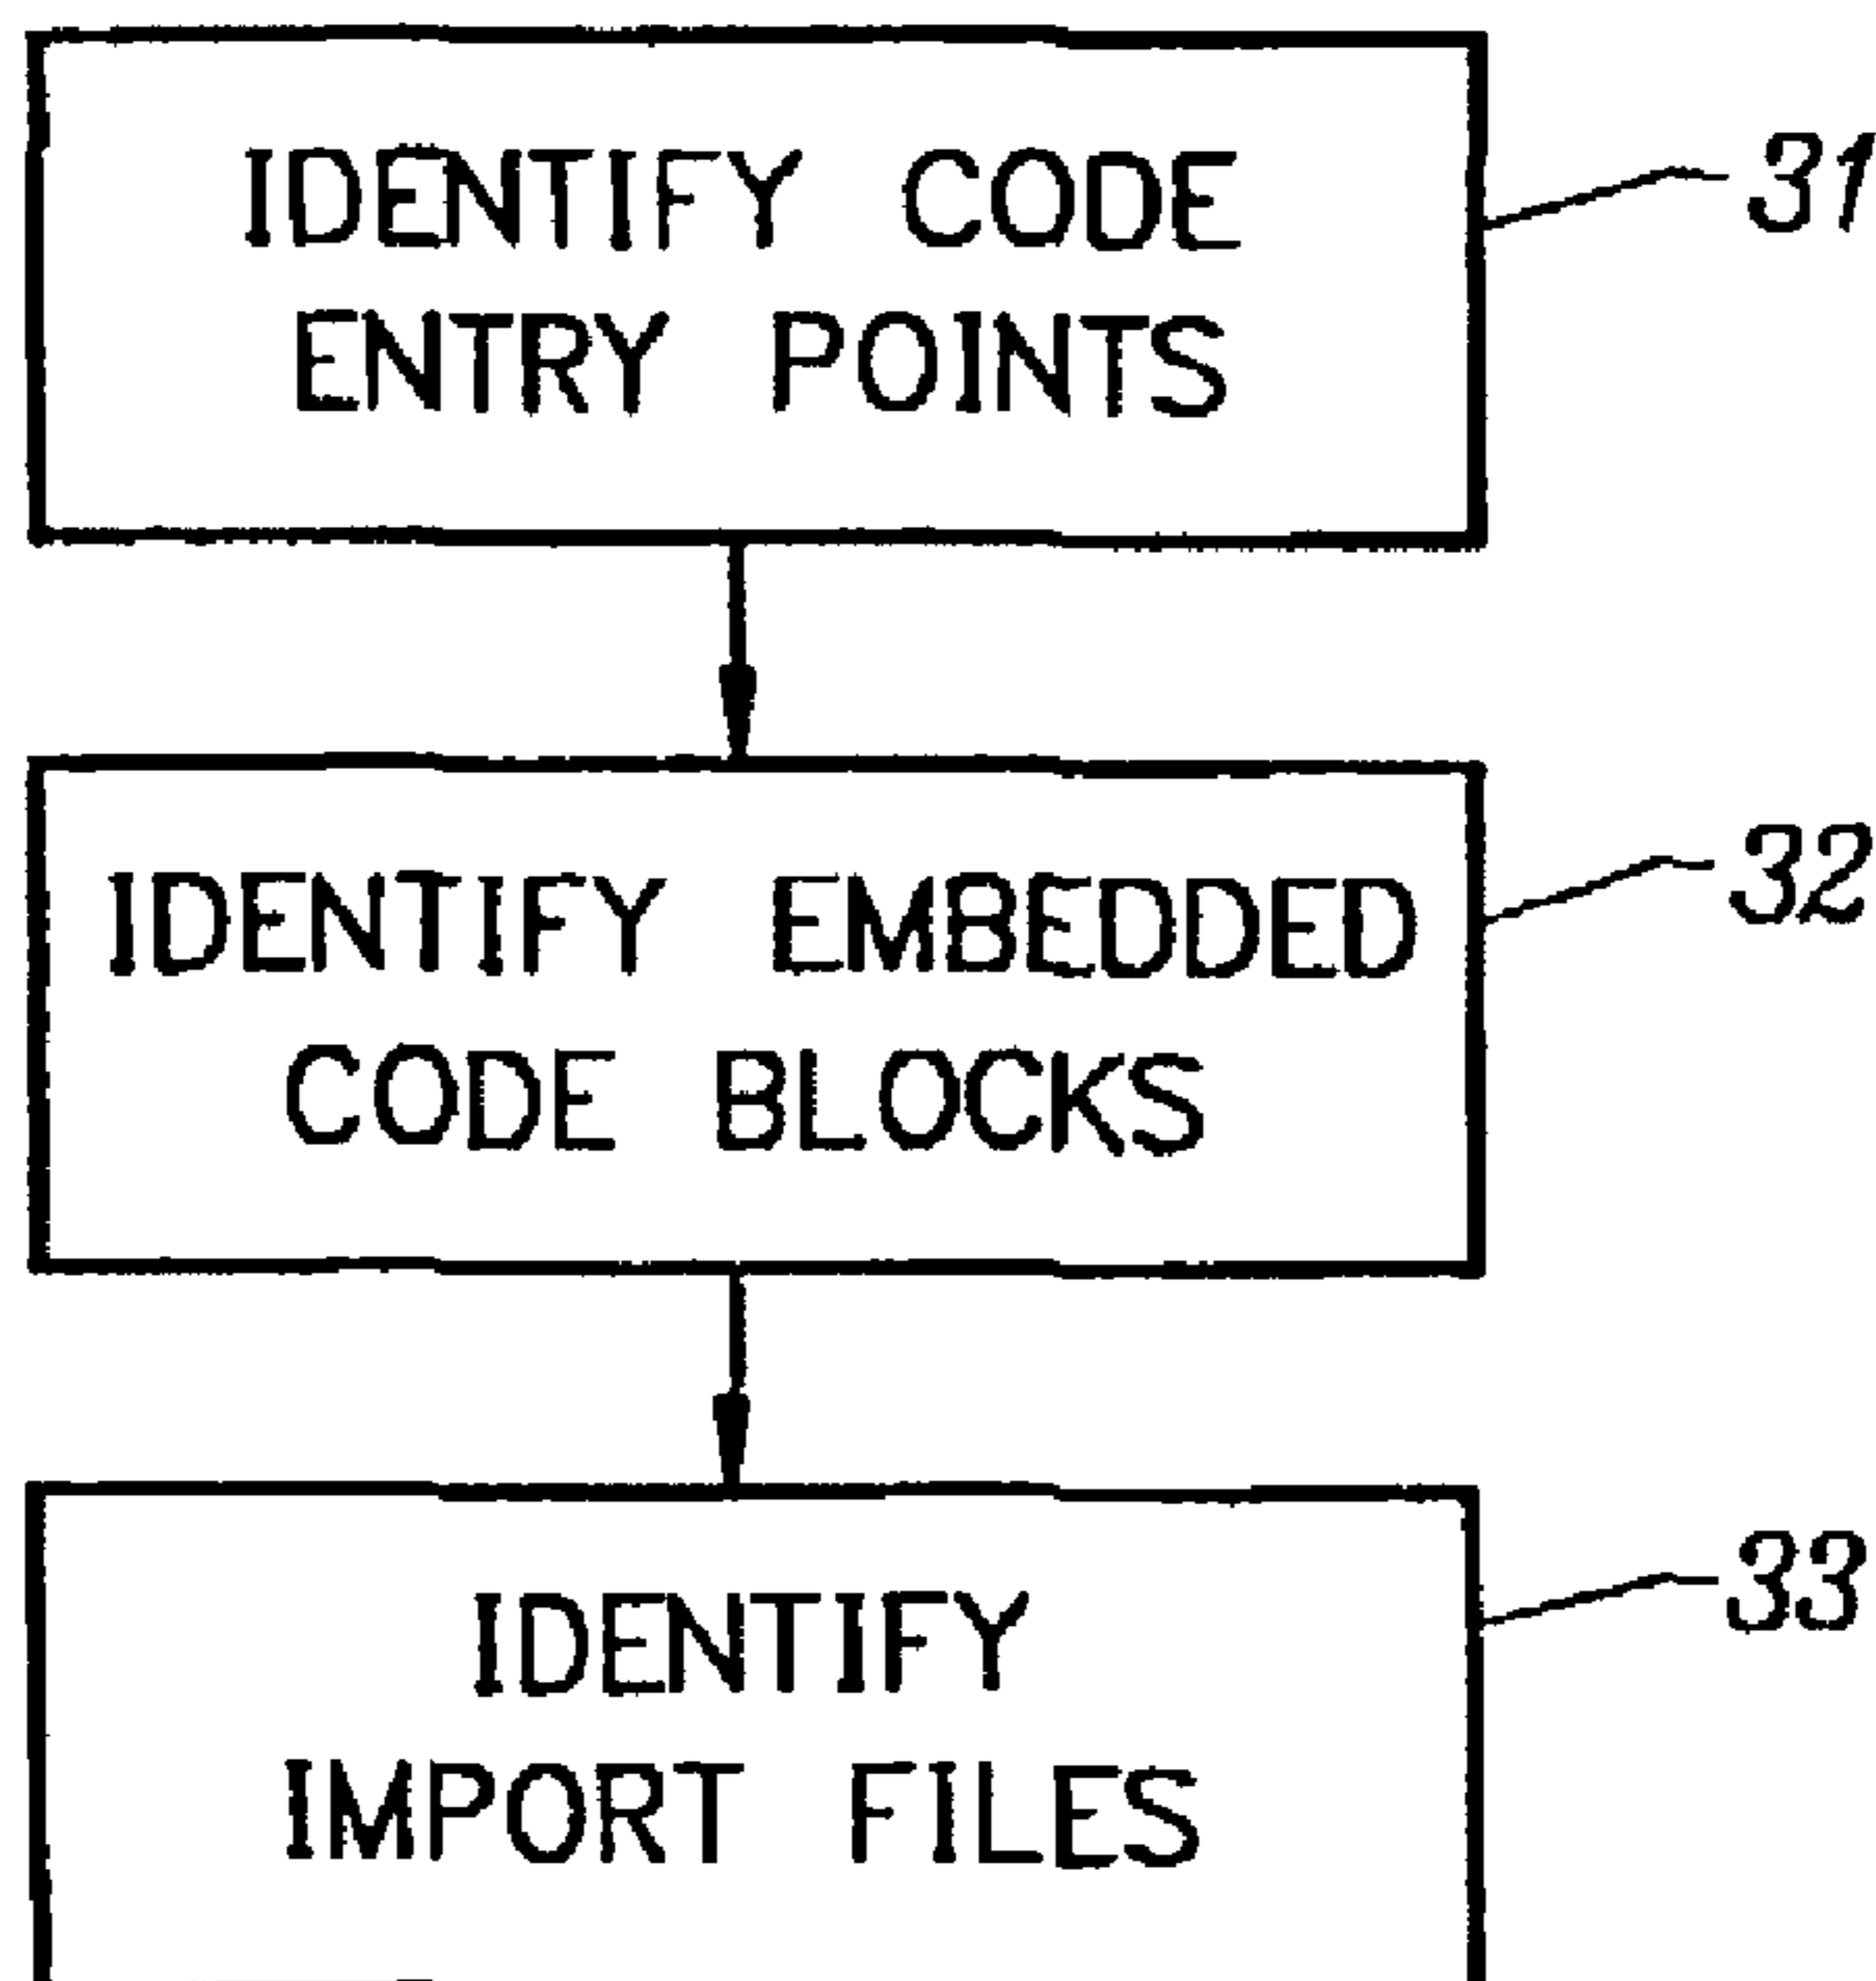 IDENTIFY CODE
ENTRY POINTS
31
IDENTIFY EMBEDDED
CODE BLOCKS
32
IDENTIFY
IMPORT FILES
33